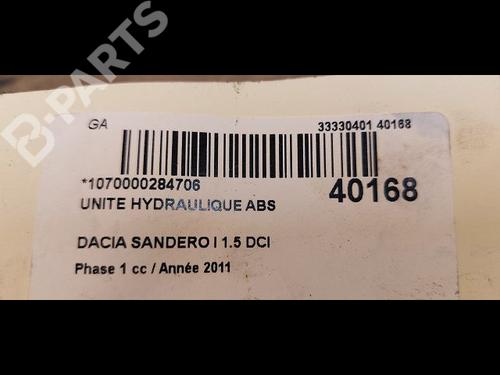 B-PARTS
GA
33330401 40168
*1070000284706
40168
UNITE HYDRAULIQUE ABS
DACIA SANDERO I 1.5 DCI
Phase 1 cc / Année 2011